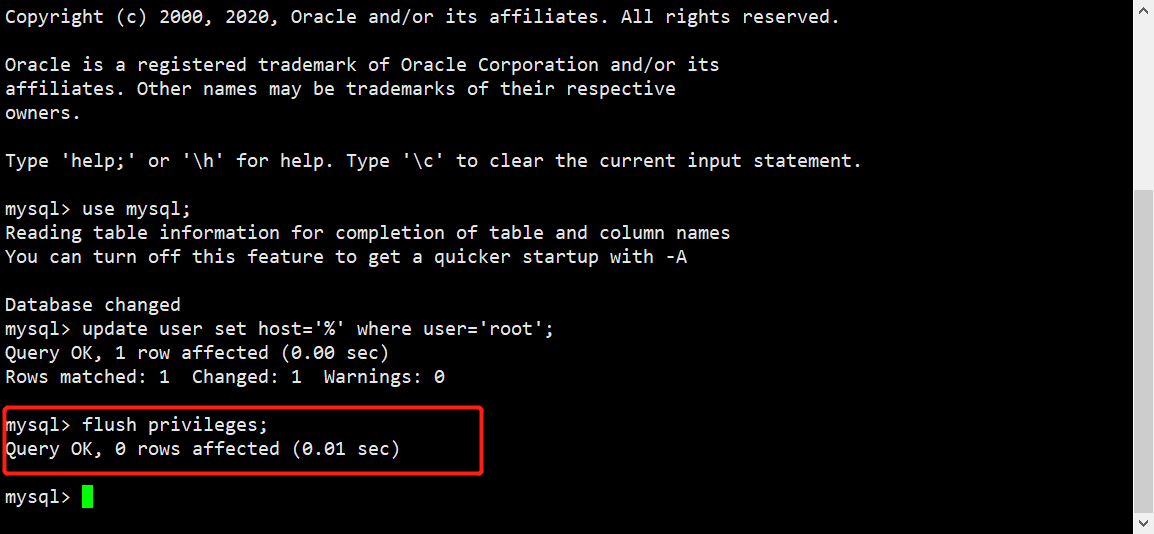 Copyright (c) 2000, 2020, Oracle and/or its affiliates. All rights reserved.
Oracle is a registered trademark of Oracle Corporation and/or its
affiliates. Other names may be trademarks of their respective
owners.
Type 'help;' or '\h' for help. Type '\c' to clear the current input statement.
mysql> use mysql;
Reading table information for completion of table and column names
You can turn off this feature to get a quicker startup with -A
Database changed
mysql> update user set host='%' where user='root';
Query OK, 1 row affected (0.00 sec)
Rows matched: 1  Changed: 1  Warnings: 0
mysql> flush privileges;
Query OK, 0 rows affected (0.01 sec)
mysql>